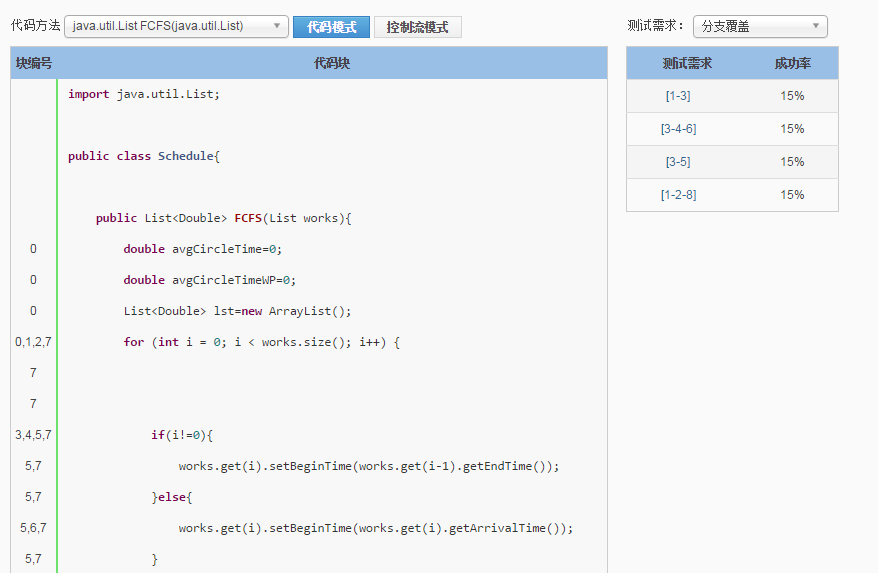 代码方法 java.util.List FCFS(java.util.List) 代码模式 控制流模式 测试需求： 分支覆盖
块编号 代码块
import java.util.List;
public class Schedule{
public List<Double> FCFS(List works){
0 double avgCircleTime=0;
0 double avgCircleTimeWP=0;
0 List<Double> lst=new ArrayList();
0,1,2,7 for (int i = 0; i < works.size(); i++) {
7
7
3,4,5,7 if(i!=0){
5,7 works.get(i).setBeginTime(works.get(i-1).getEndTime());
5,7 }else{
5,6,7 works.get(i).setBeginTime(works.get(i).getArrivalTime());
5,7 }
测试需求 成功率
[1-3] 15%
[3-4-6] 15%
[3-5] 15%
[1-2-8] 15%